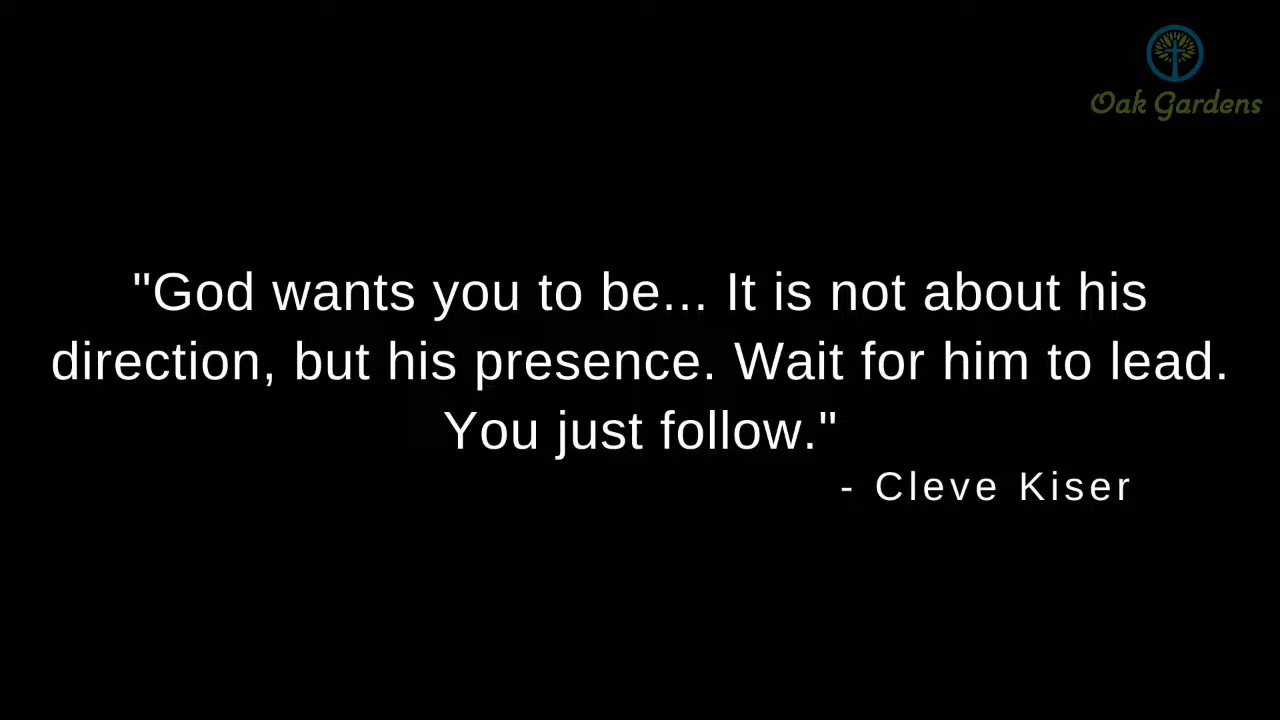 Oak Gardens
"God wants you to be... It is not about his
direction, but his presence. Wait for him to lead.
You just follow."
- Cleve Kiser